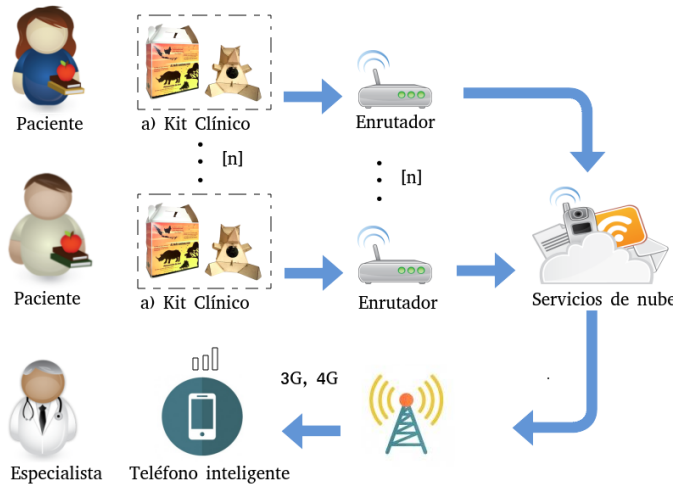 Paciente
a) Kit Clínico
Enrutador
[n]
[n]
Paciente
a) Kit Clínico
Enrutador
Servicios de nube
3G, 4G
Especialista
Teléfono inteligente